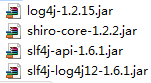 log4j-1.2.15.jar
shiro-core-1.2.2.jar
slf4j-api-1.6.1.jar
slf4j-log4j12-1.6.1.jar